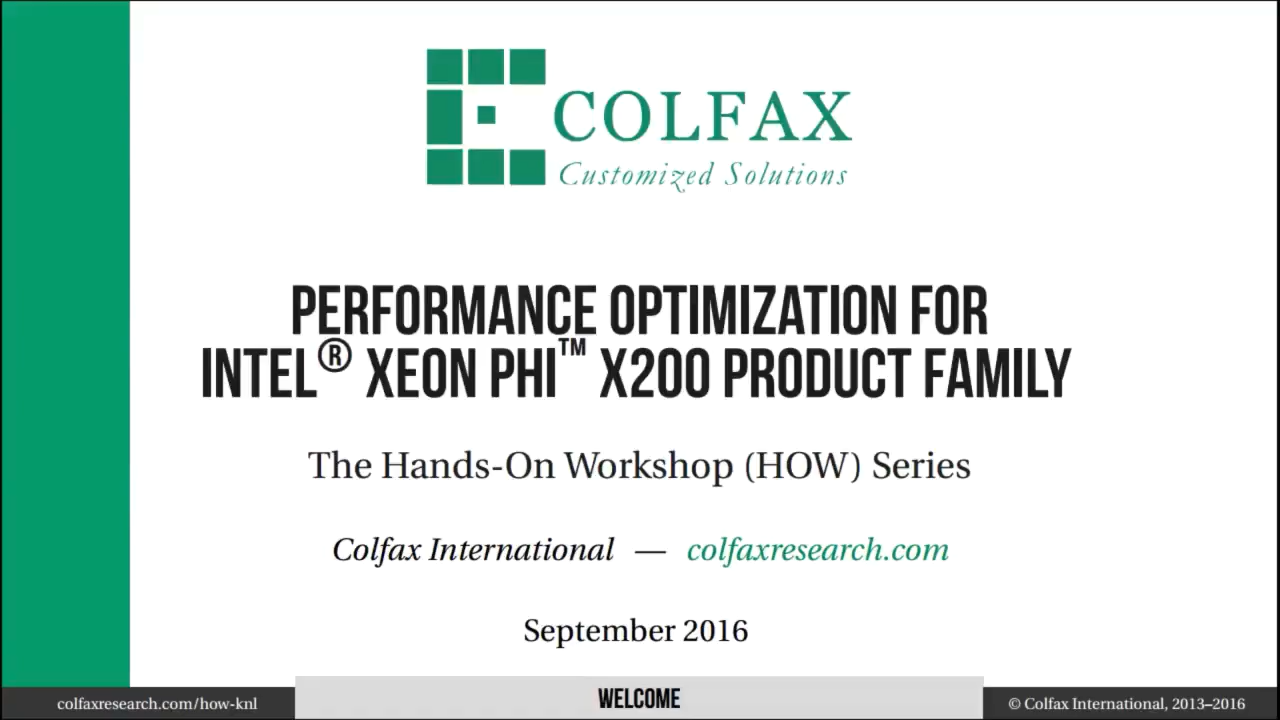 COLFAX
Customized Solutions
PERFORMANCE OPTIMIZATION FOR
INTEL® XEON PHI™ X200 PRODUCT FAMILY
The Hands-On Workshop (HOW) Series
Colfax International — colfaxresearch.com
September 2016
colfaxresearch.com/how-knl
WELCOME
© Colfax International, 2013–2016